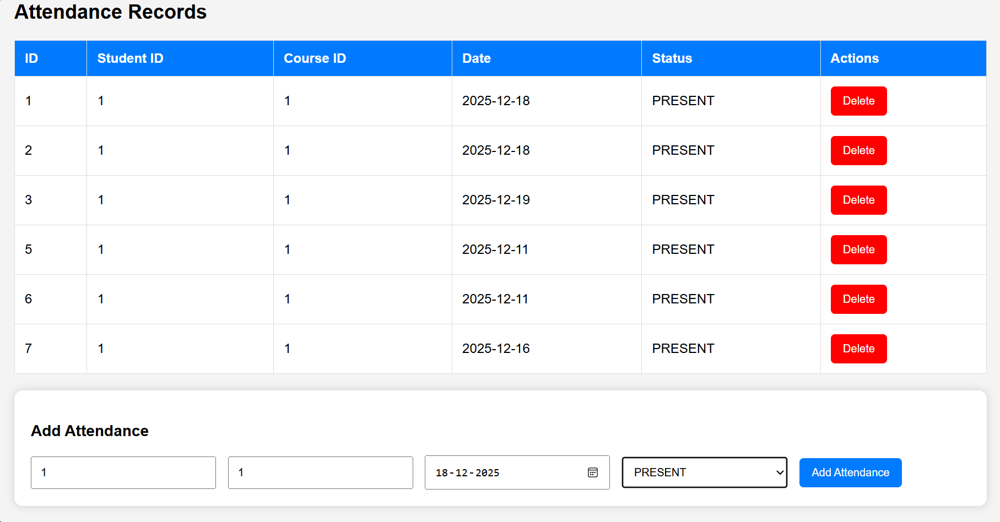 Attendance Records
ID Student ID Course ID Date Status Actions
1 1 1 2025-12-18 PRESENT Delete
2 1 1 2025-12-18 PRESENT Delete
3 1 1 2025-12-19 PRESENT Delete
5 1 1 2025-12-11 PRESENT Delete
6 1 1 2025-12-11 PRESENT Delete
7 1 1 2025-12-16 PRESENT Delete
Add Attendance
1 1 18-12-2025 PRESENT Add Attendance